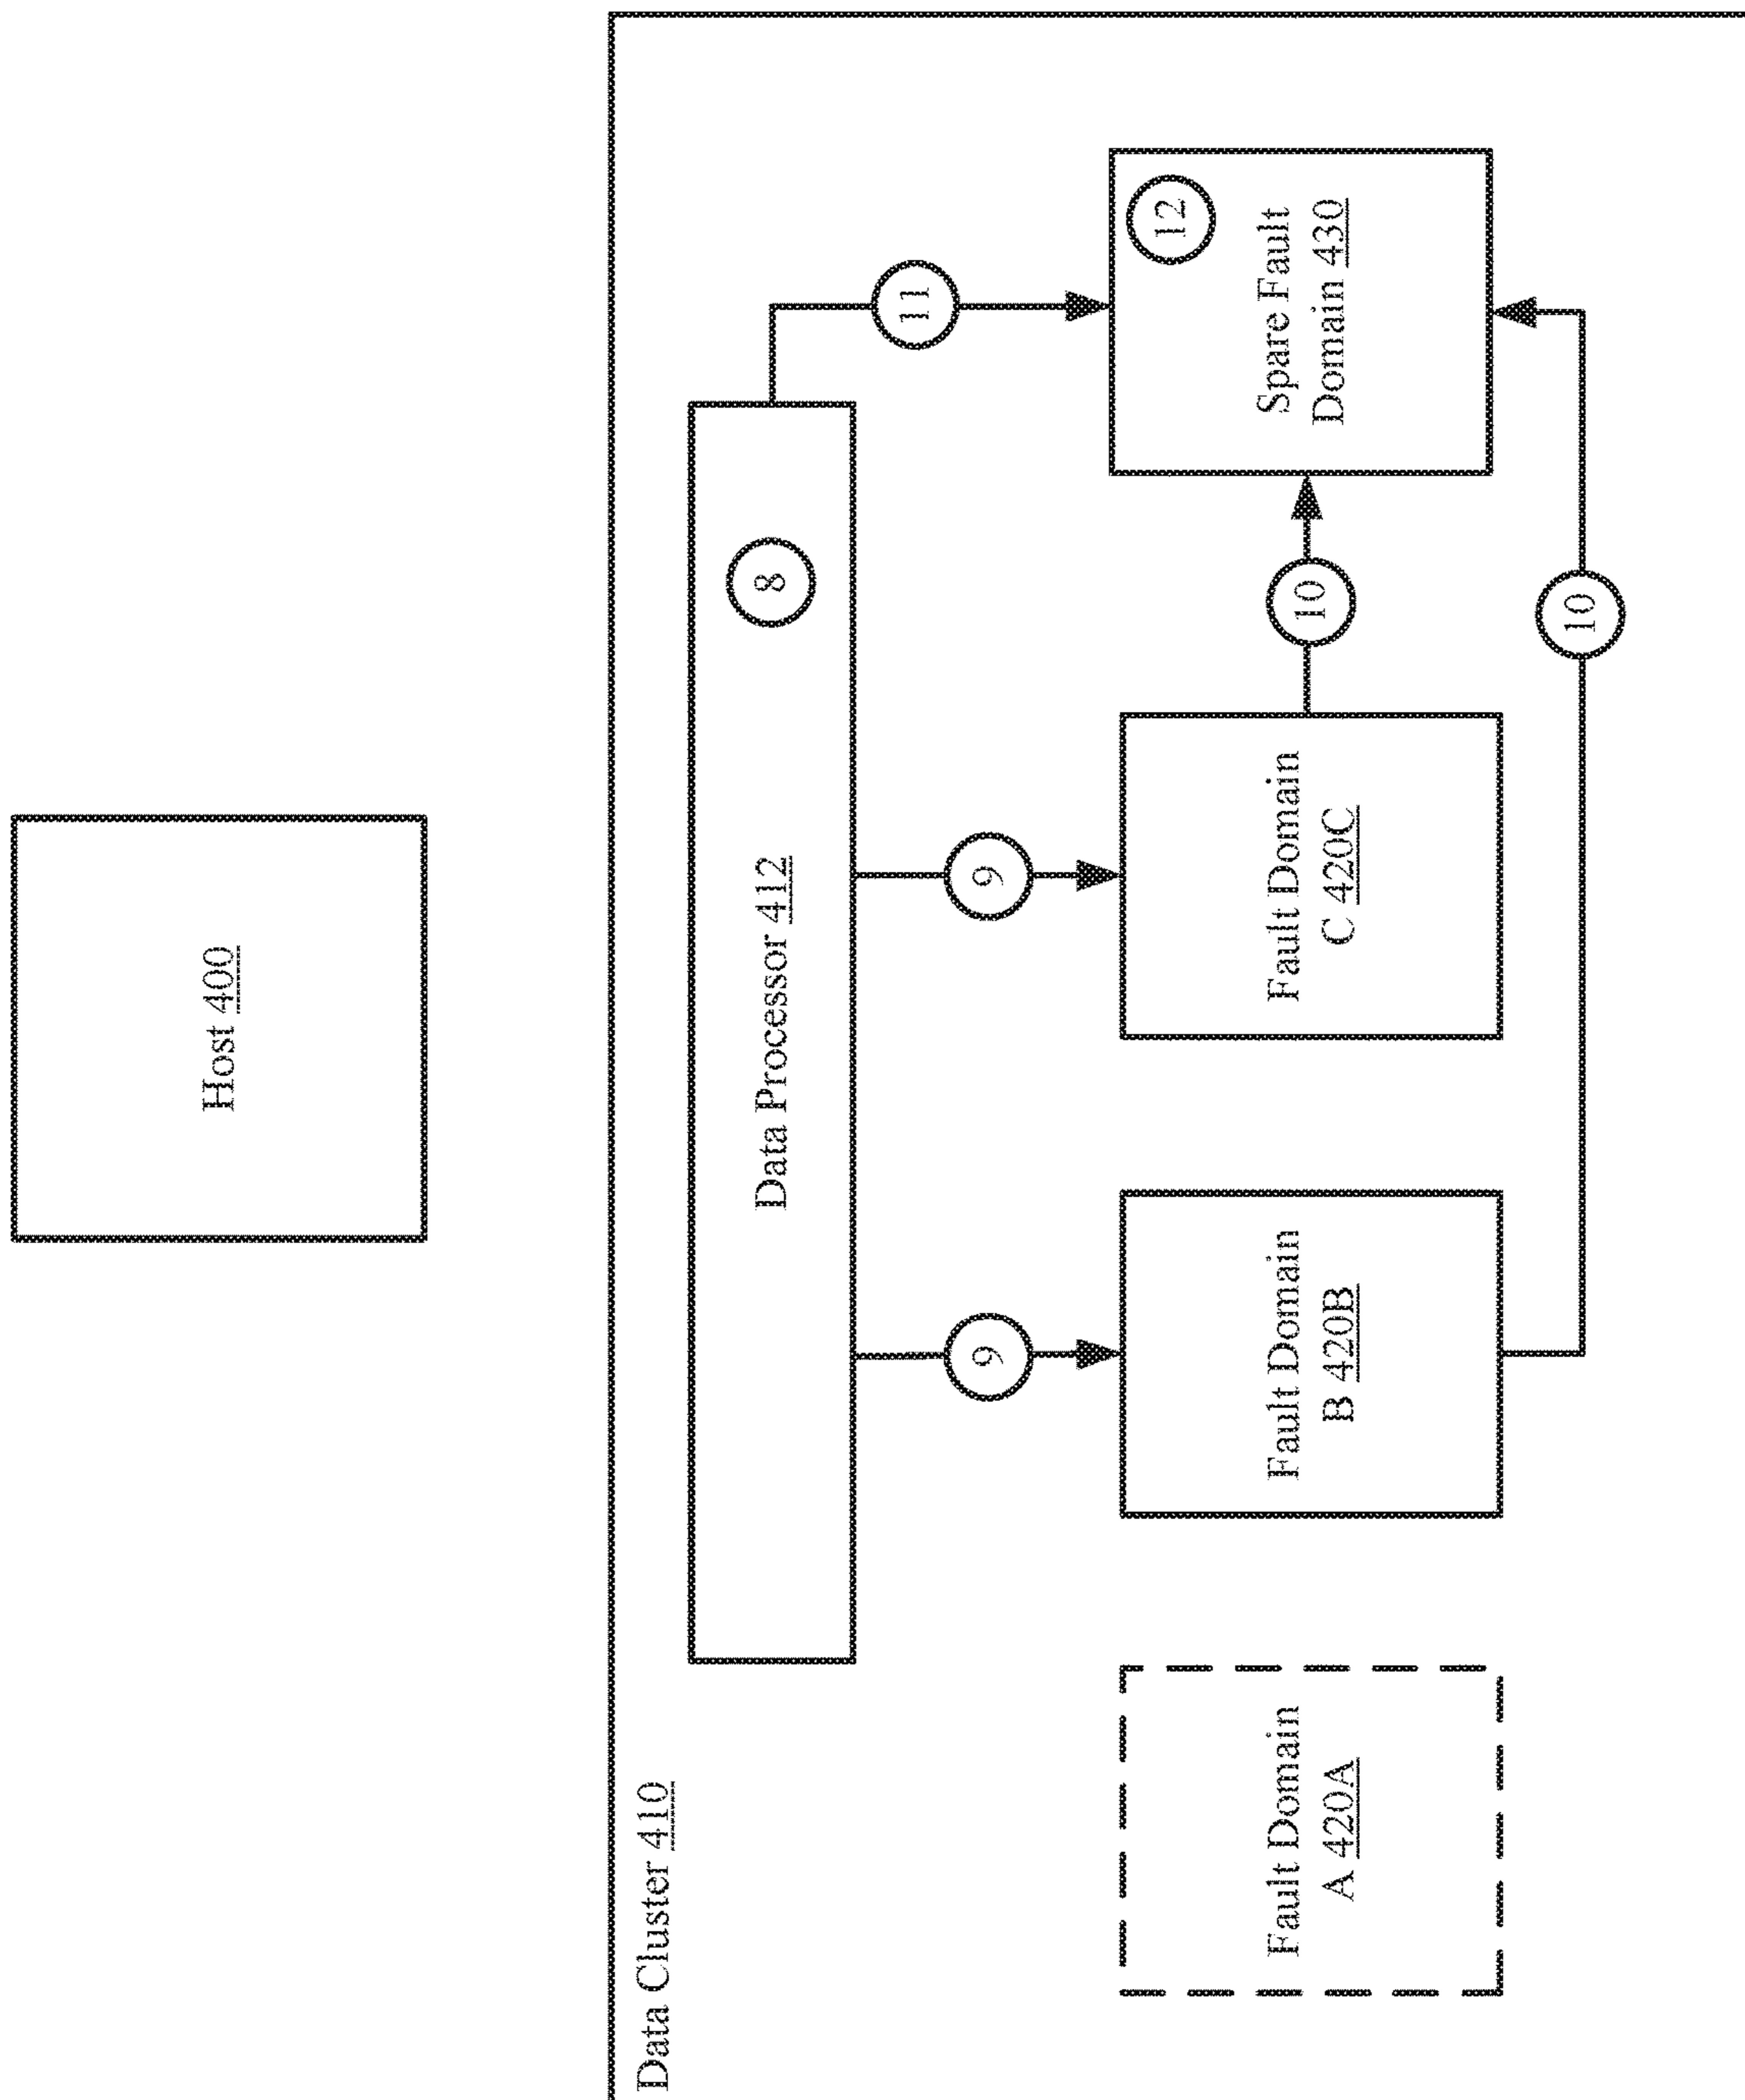 Host 400
Data Cluster 410
Data Processor 412
8
9
9
11
Fault Domain
A 420A
Fault Domain
B 420B
Fault Domain
C 420C
10
Spare Fault
Domain 430
12
10